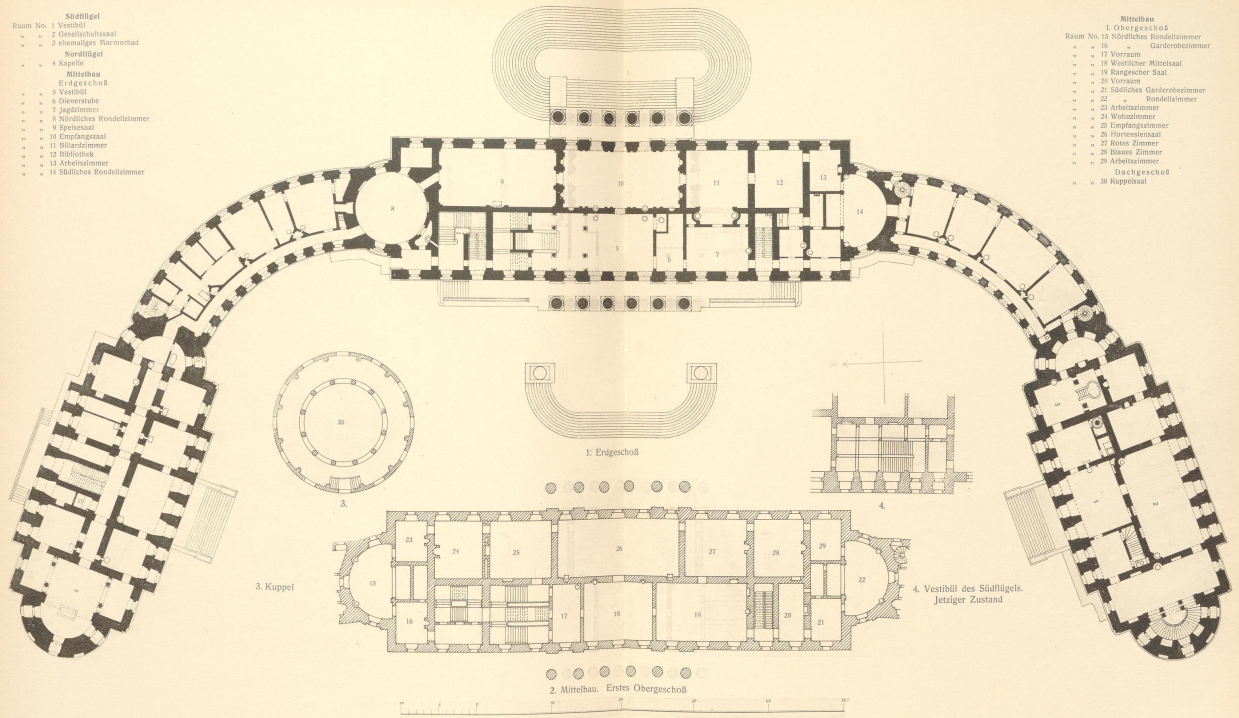 Südflügel
Raum No. 1 Vestibül
„ „ 2 Gesellschaftssaal
„ „ 3 ehemaliges Marmorbad
Nordflügel
„ „ 4 Kapelle
Mittelbau
Erdgeschoß
„ „ 5 Vestibül
„ „ 6 Dienerstube
„ „ 7 Jagdzimmer
„ „ 8 Nördliches Rondellzimmer
„ „ 9 Speisesaal
„ „ 10 Empfangssaal
„ „ 11 Billardzimmer
„ „ 12 Bibliothek
„ „ 13 Arbeitszimmer
„ „ 14 Südliches Rondellzimmer
Mittelbau
I. Obergeschoß
Raum No. 15 Nördliches Rondellzimmer
„ „ 16 „ Garderobezimmer
„ „ 17 Vorraum
„ „ 18 Westlicher Mittelsaal
„ „ 19 Rangescher Saal
„ „ 20 Vorraum
„ „ 21 Südliches Garderobezimmer
„ „ 22 „ Rondellzimmer
„ „ 23 Arbeitszimmer
„ „ 24 Wohnzimmer
„ „ 25 Empfangszimmer
„ „ 26 Hortensiensaal
„ „ 27 Rotes Zimmer
„ „ 28 Blaues Zimmer
„ „ 29 Arbeitszimmer
Dachgeschoß
„ „ 30 Kuppelsaal
9
10
11
12
13
8
5
6
7
14
3
1
2
30
1. Erdgeschoß
3.
4.
23
24
25
26
27
28
29
15
22
16
17
18
19
20
21
3. Kuppel
4. Vestibül des Südflügels.
Jetziger Zustand
2. Mittelbau. Erstes Obergeschoß